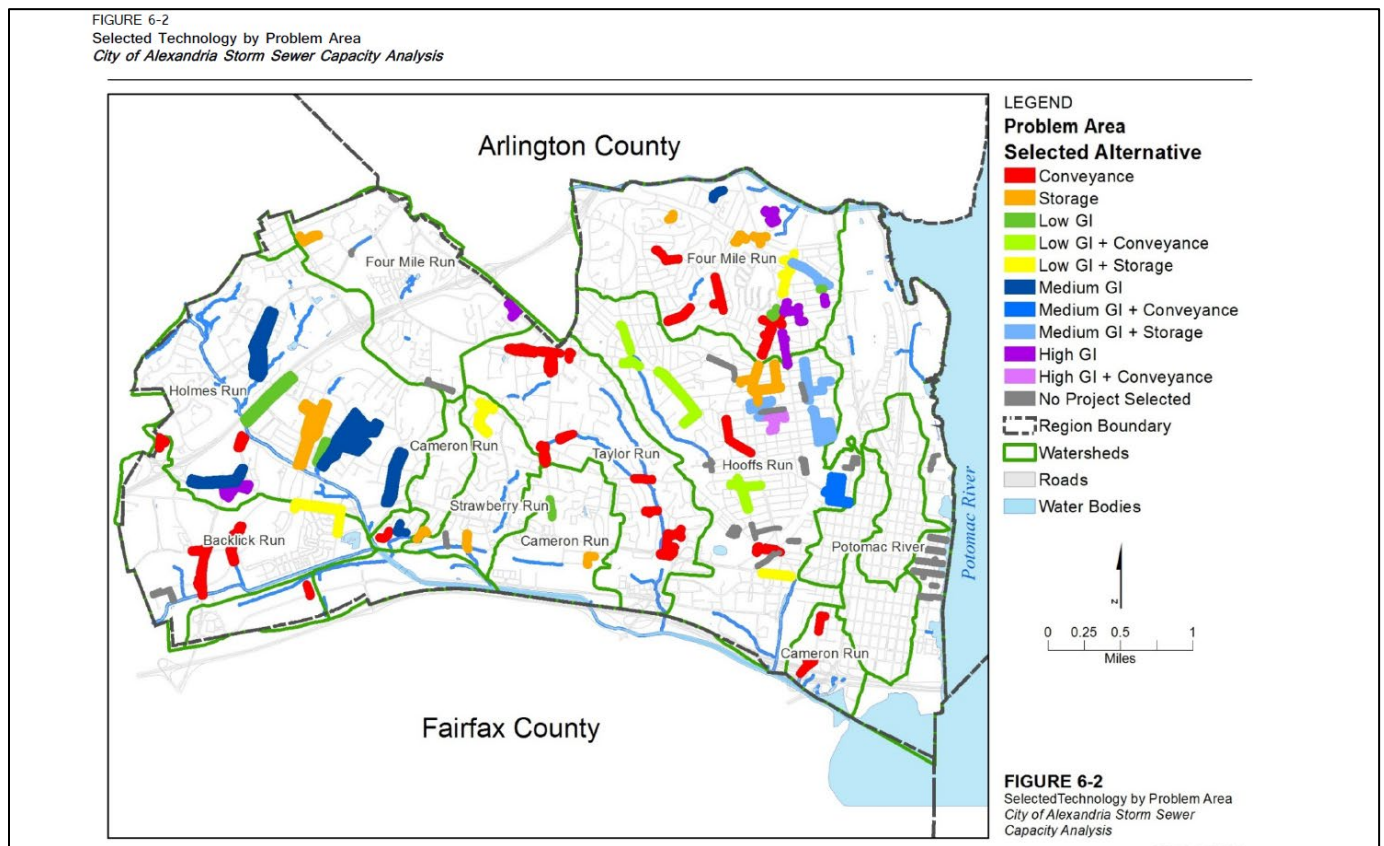 FIGURE 6-2
Selected Technology by Problem Area
City of Alexandria Storm Sewer Capacity Analysis
Arlington County
Four Mile Run
Four Mile Run
Holmes Run
Cameron Run
Taylor Run
Hooffs Run
Strawberry Run
Backlick Run
Cameron Run
Potomac River
Potomac River
Cameron Run
Fairfax County
LEGEND
Problem Area
Selected Alternative
Conveyance
Storage
Low GI
Low GI + Conveyance
Low GI + Storage
Medium GI
Medium GI + Conveyance
Medium GI + Storage
High GI
High GI + Conveyance
No Project Selected
Region Boundary
Watersheds
Roads
Water Bodies
N
0 0.25 0.5 1
Miles
FIGURE 6-2
SelectedTechnology by Problem Area
City of Alexandria Storm Sewer
Capacity Analysis